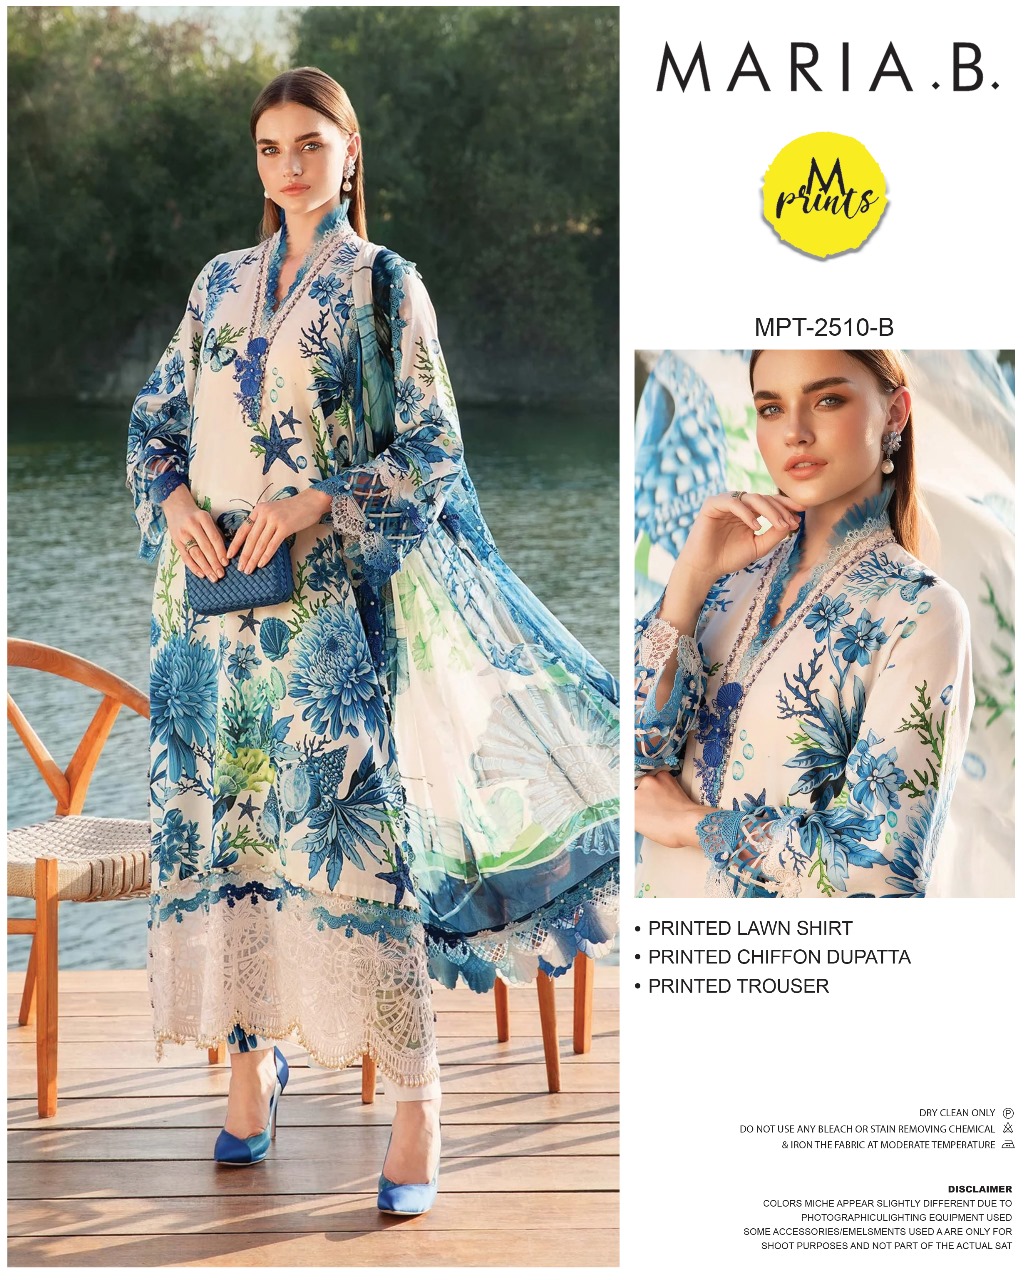 MARIA.B.
M
prints
MPT-2510-B
• PRINTED LAWN SHIRT
• PRINTED CHIFFON DUPATTA
• PRINTED TROUSER
DRY CLEAN ONLY Ⓟ
DO NOT USE ANY BLEACH OR STAIN REMOVING CHEMICAL
& IRON THE FABRIC AT MODERATE TEMPERATURE
DISCLAIMER
COLORS MICHE APPEAR SLIGHTLY DIFFERENT DUE TO
PHOTOGRAPHICULIGHTING EQUIPMENT USED
SOME ACCESSORIES/EMELSMENTS USED A ARE ONLY FOR
SHOOT PURPOSES AND NOT PART OF THE ACTUAL SAT